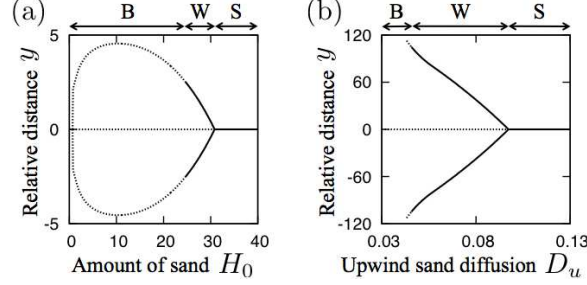 (a) B W S
Relative distance y
5
0
-5
0 10 20 30 40
Amount of sand H₀
(b) B W S
Relative distance y
120
60
0
-60
-120
0.03 0.08 0.13
Upwind sand diffusion Dᵤ